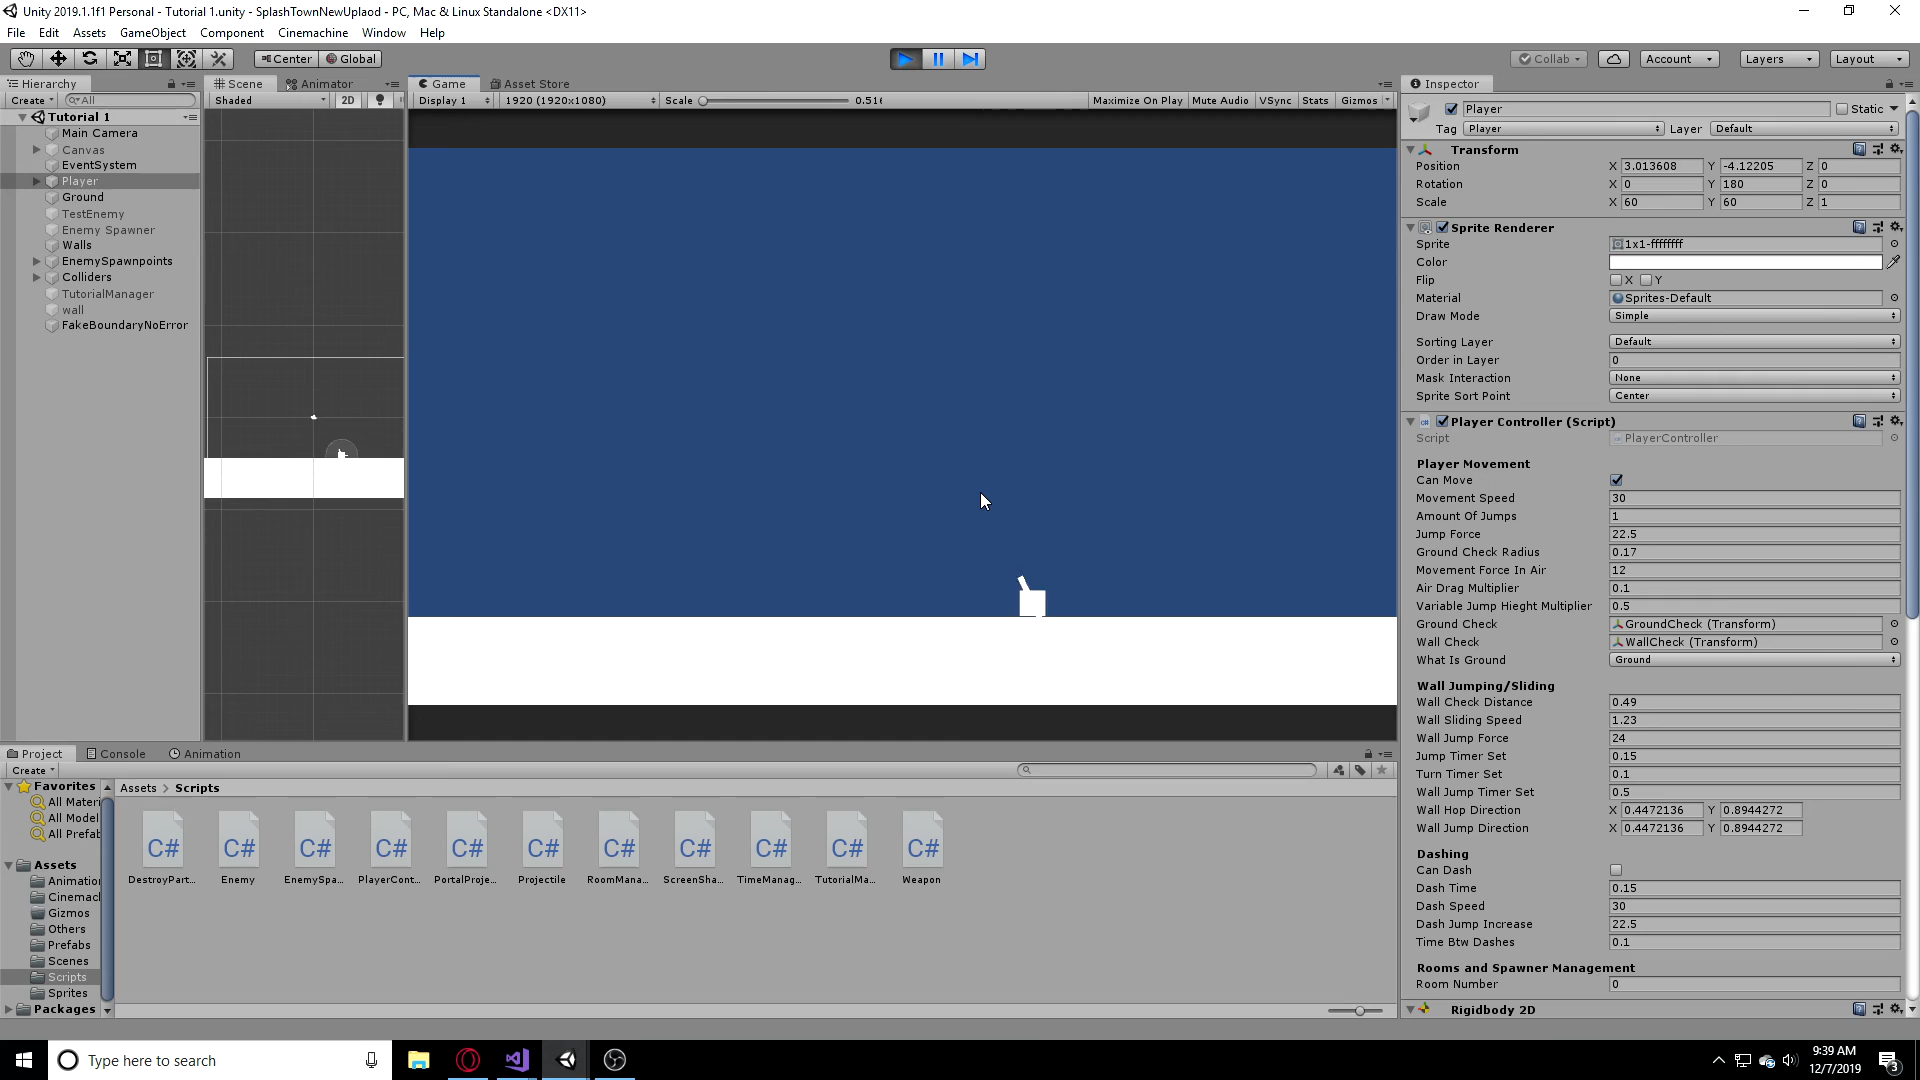 Unity 2019.1.1f1 Personal - Tutorial 1.unity - SplashTownNewUplaod - PC, Mac & Linux Standalone <DX11>
File Edit Assets GameObject Component Cinemachine Window Help
Center Global Collab Account Layers Layout
Hierarchy
Create All
Tutorial 1
Main Camera
Canvas
EventSystem
Player
Ground
TestEnemy
Enemy Spawner
Walls
EnemySpawnpoints
Colliders
TutorialManager
wall
FakeBoundaryNoError
Scene Animator
Shaded 2D
Game Asset Store
Display 1 1920 (1920x1080) Scale 0.51 Maximize On Play Mute Audio VSync Stats Gizmos
Inspector
Player Static
Tag Player Layer Default
Transform
Position X 3.013608 Y -4.12205 Z 0
Rotation X 0 Y 180 Z 0
Scale X 60 Y 60 Z 1
Sprite Renderer
Sprite 1x1-ffffffff
Color
Flip X Y
Material Sprites-Default
Draw Mode Simple
Sorting Layer Default
Order in Layer 0
Mask Interaction None
Sprite Sort Point Center
Player Controller (Script)
Script PlayerController
Player Movement
Can Move
Movement Speed 30
Amount Of Jumps 1
Jump Force 22.5
Ground Check Radius 0.17
Movement Force In Air 12
Air Drag Multiplier 0.1
Variable Jump Hieght Multiplier 0.5
Ground Check GroundCheck (Transform)
Wall Check WallCheck (Transform)
What Is Ground Ground
Wall Jumping/Sliding
Wall Check Distance 0.49
Wall Sliding Speed 1.23
Wall Jump Force 24
Jump Timer Set 0.15
Turn Timer Set 0.1
Wall Jump Timer Set 0.5
Wall Hop Direction X 0.4472136 Y 0.8944272
Wall Jump Direction X 0.4472136 Y 0.8944272
Dashing
Can Dash
Dash Time 0.15
Dash Speed 30
Dash Jump Increase 22.5
Time Btw Dashes 0.1
Rooms and Spawner Management
Room Number 0
Rigidbody 2D
Project Console Animation
Create
Favorites
All Materi
All Model
All Prefab
Assets
Animation
Cinemach
Gizmos
Others
Prefabs
Scenes
Scripts
Sprites
Packages
Assets > Scripts
C# C# C# C# C# C# C# C# C# C# C#
DestroyPart... Enemy EnemySpa... PlayerCont... PortalProje... Projectile RoomMana... ScreenSha... TimeManag... TutorialMa... Weapon
Type here to search
9:39 AM
12/7/2019
3